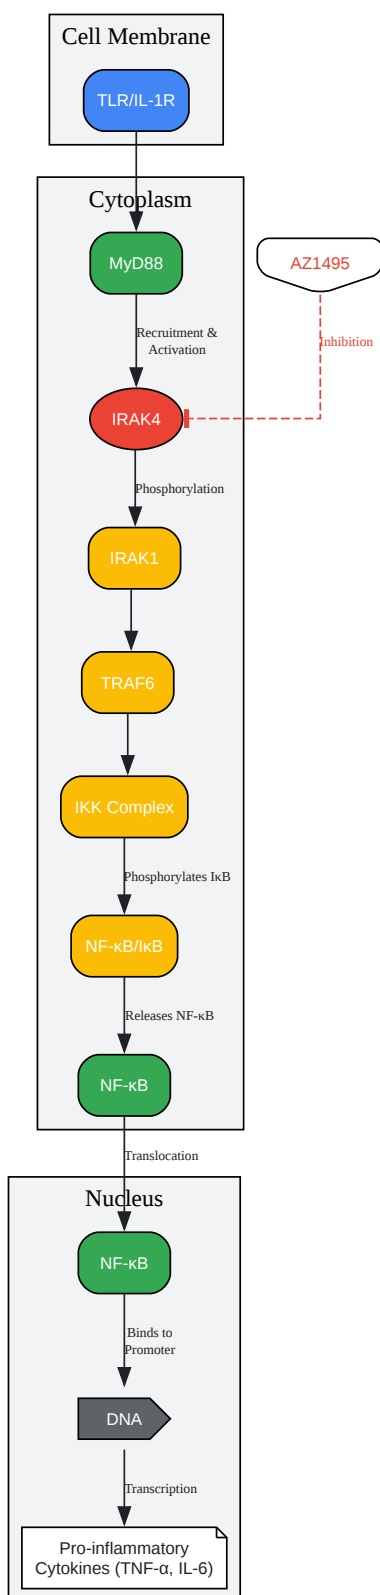 Cell Membrane
TLR/IL-1R
Cytoplasm
MyD88
AZ1495
Recruitment &
Activation
Inhibition
IRAK4
Phosphorylation
IRAK1
TRAF6
IKK Complex
Phosphorylates IκB
NF-κB/IκB
Releases NF-κB
NF-κB
Translocation
Nucleus
NF-κB
Binds to
Promoter
DNA
Transcription
Pro-inflammatory
Cytokines (TNF-α, IL-6)